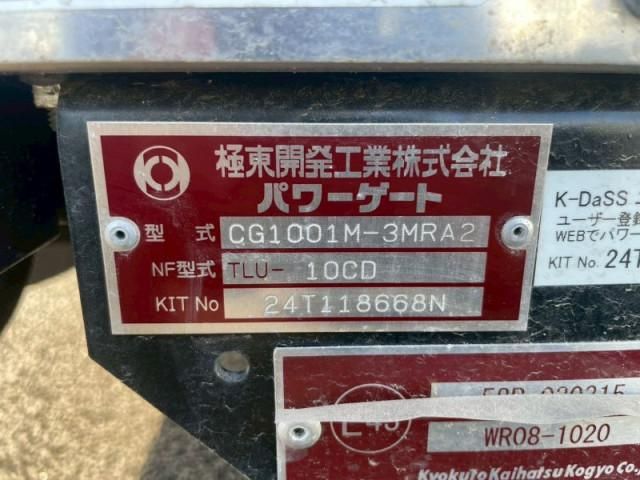 極東開発工業株式会社
パワーゲート
型 式 CG1001M-3MRA2
NF型式 TLU- 10CD
KIT No 24T118668N
K-DaSS
ユーザー登録
WEBでパワー
KIT No. 24T
WR08-1020
Kyokuto Kaihatsu Kogyo Co.,